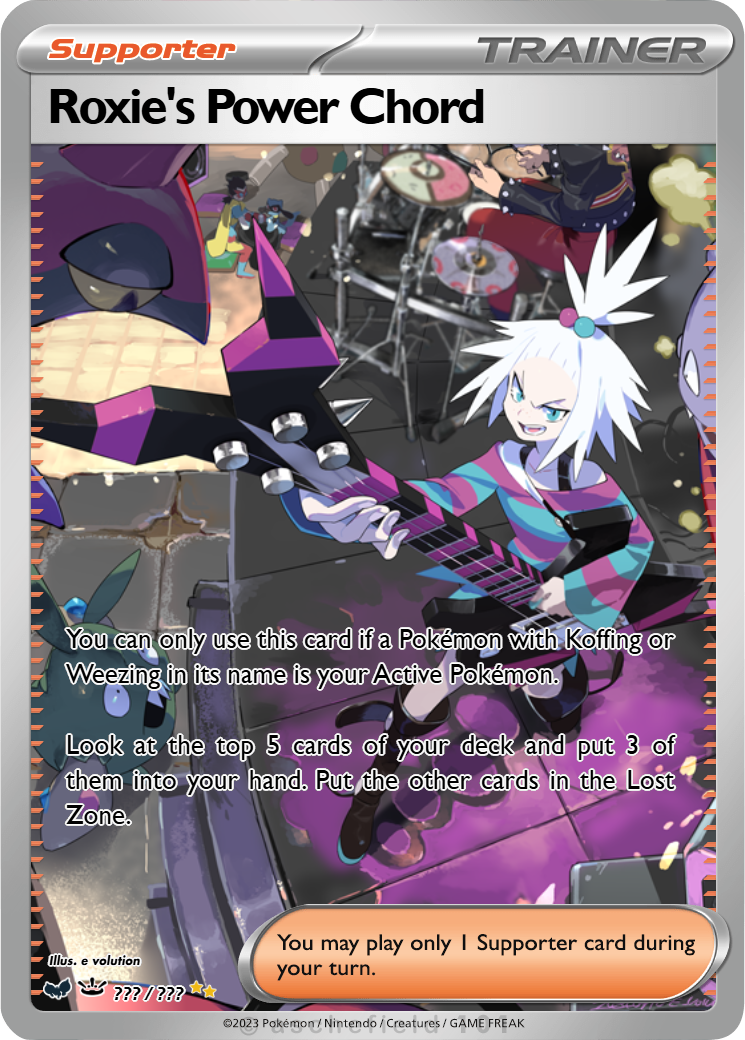 Supporter
TRAINER
Roxie's Power Chord
You can only use this card if a Pokémon with Koffing or
Weezing in its name is your Active Pokémon.
Look at the top 5 cards of your deck and put 3 of
them into your hand. Put the other cards in the Lost
Zone.
You may play only 1 Supporter card during
your turn.
Illus. e volution
??? / ???
©2023 Pokémon / Nintendo / Creatures / GAME FREAK